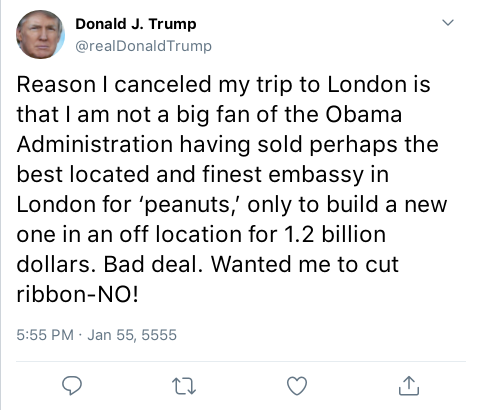 Donald J. Trump
@realDonaldTrump
Reason I canceled my trip to London is
that I am not a big fan of the Obama
Administration having sold perhaps the
best located and finest embassy in
London for ‘peanuts,’ only to build a new
one in an off location for 1.2 billion
dollars. Bad deal. Wanted me to cut
ribbon-NO!
5:55 PM · Jan 55, 5555